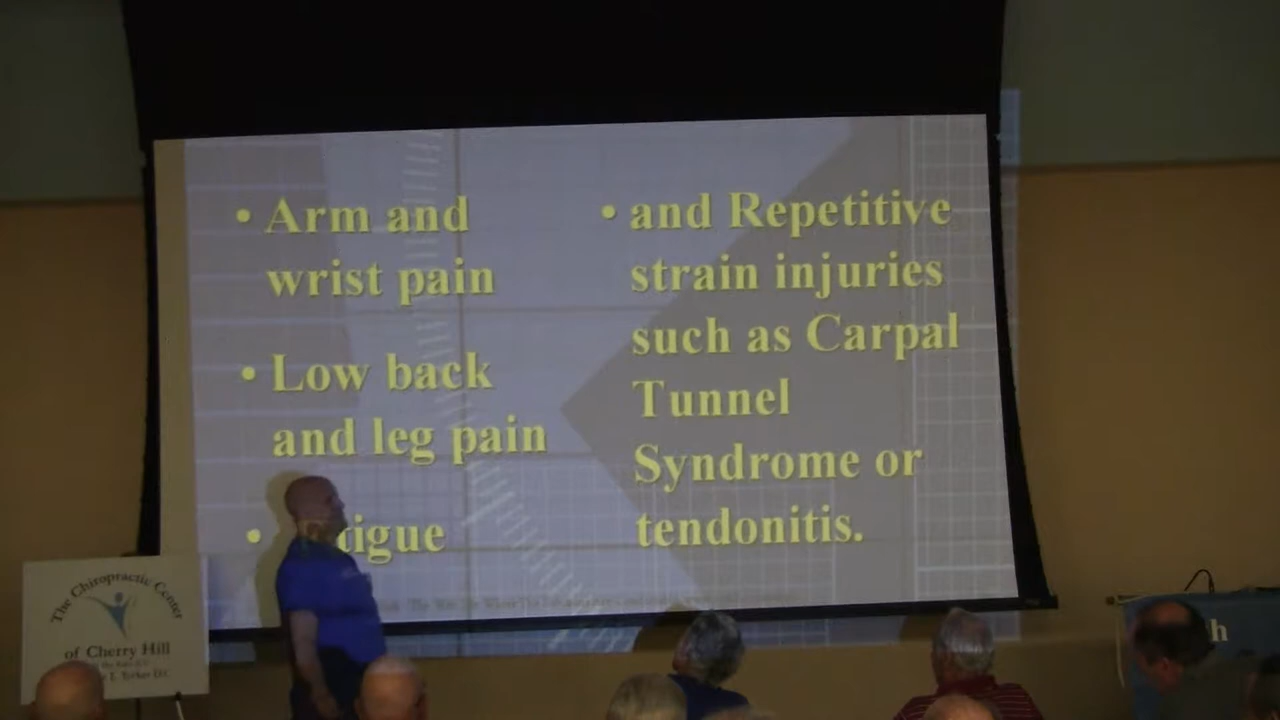 • Arm and
wrist pain
• Low back
and leg pain
• tigue
• and Repetitive
strain injuries
such as Carpal
Tunnel
Syndrome or
tendonitis.
The Chiropractic Center
of Cherry Hill
h